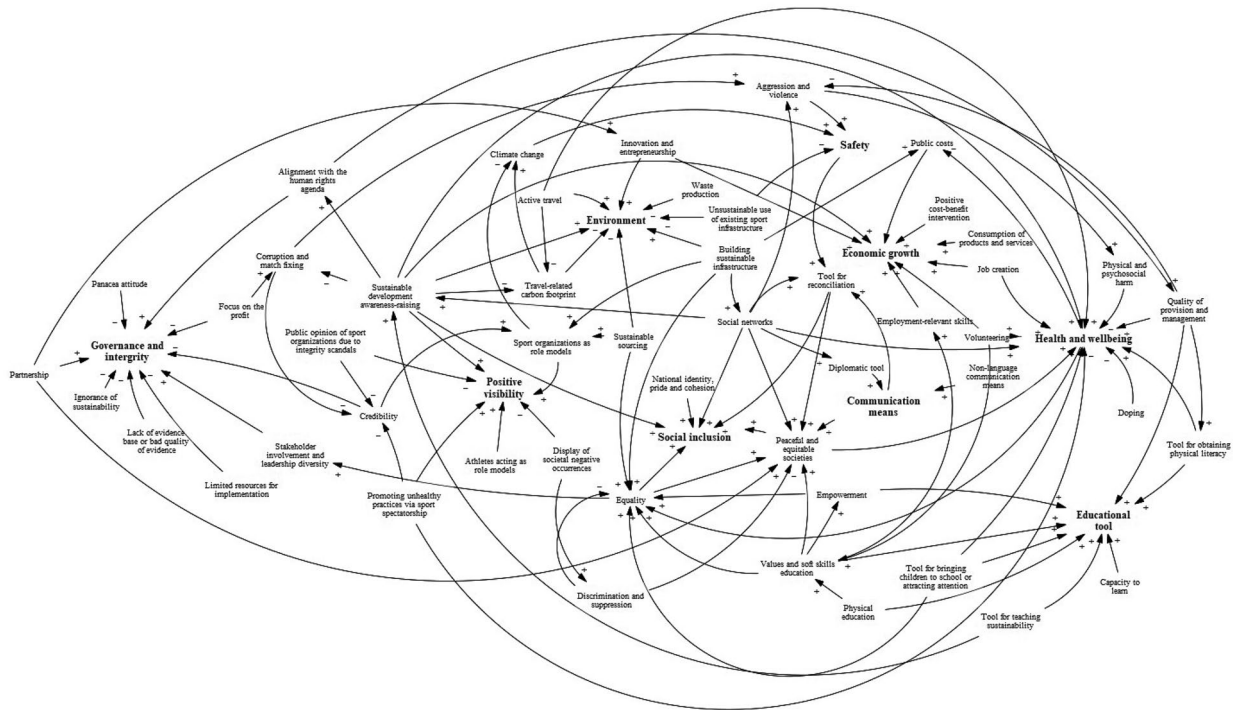 Aggression and
violence
Safety
Climate change
Innovation and
entrepreneurship
Public costs
Alignment with the
human rights
agenda
Waste
production
Active travel
Positive
cost-benefit
intervention
Environment
Unsustainable use
of existing sport
infrastructure
Consumption of
products and services
Economic growth
Corruption and
match fixing
Building
sustainable
infrastructure
Job creation
Physical and
psychosocial
harm
Panacea attitude
Sustainable
development
awareness-raising
Travel-related
carbon footprint
Tool for
reconciliation
Focus on the
profit
Quality of
provision and
management
Public opinion of sport
organizations due to
integrity scandals
Social networks
Employment-relevant skills
Volunteering
Health and wellbeing
Governance and
intergrity
Sport organizations
as role models
Sustainable
sourcing
Partnership
Positive
visibility
National identity,
pride and cohesion
Diplomatic tool
Non-language
communication
means
Ignorance of
sustainability
Communication
means
Credibility
Doping
Lack of evidence
base or bad quality
of evidence
Social inclusion
Peaceful and
equitable
societies
Stakeholder
involvement and
leadership diversity
Athletes acting as
role models
Display of
societal negative
occurrences
Tool for obtaining
physical literacy
Limited resources for
implementation
Promoting unhealthy
practices via sport
spectatorship
Equality
Empowerment
Educational
tool
Values and soft skills
education
Tool for bringing
children to school or
attracting attention
Capacity to
learn
Discrimination and
suppression
Physical
education
Tool for teaching
sustainability